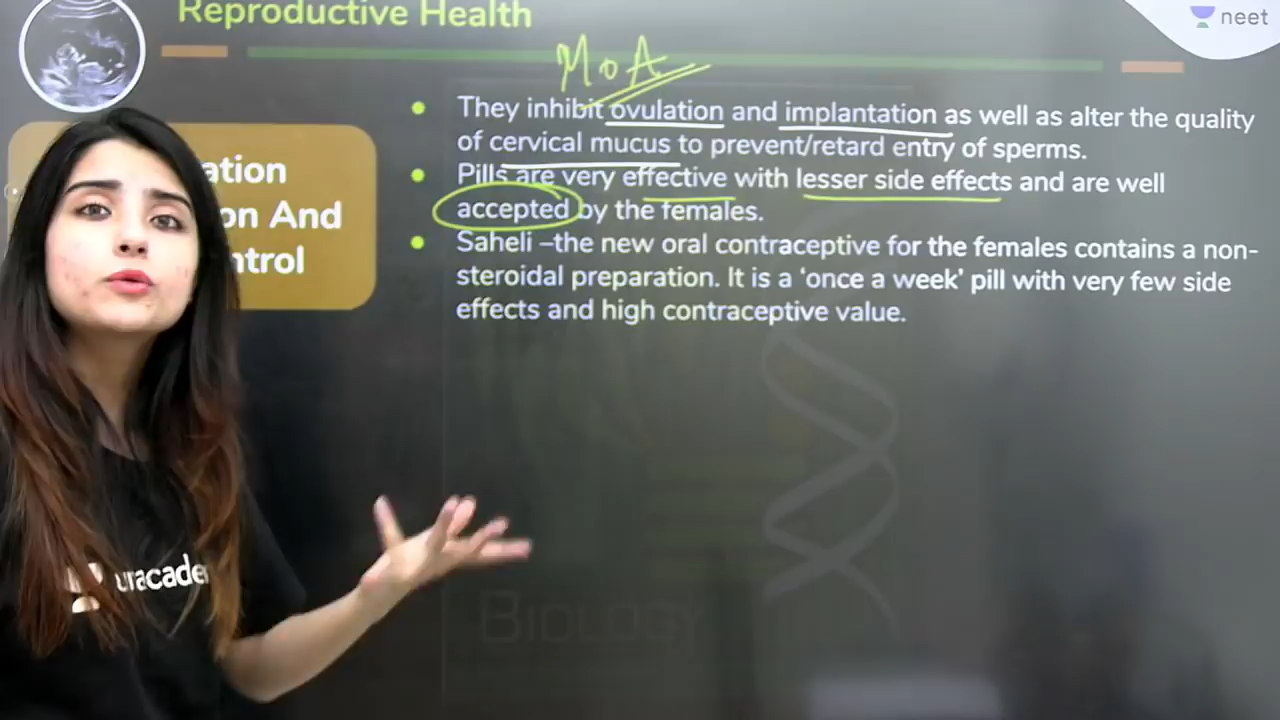 Reproductive Health
neet
MOA
They inhibit ovulation and implantation as well as alter the quality
of cervical mucus to prevent/retard entry of sperms.
Pills are very effective with lesser side effects and are well
accepted by the females.
Saheli –the new oral contraceptive for the females contains a non-
steroidal preparation. It is a ‘once a week’ pill with very few side
effects and high contraceptive value.
And
BIOLOGY